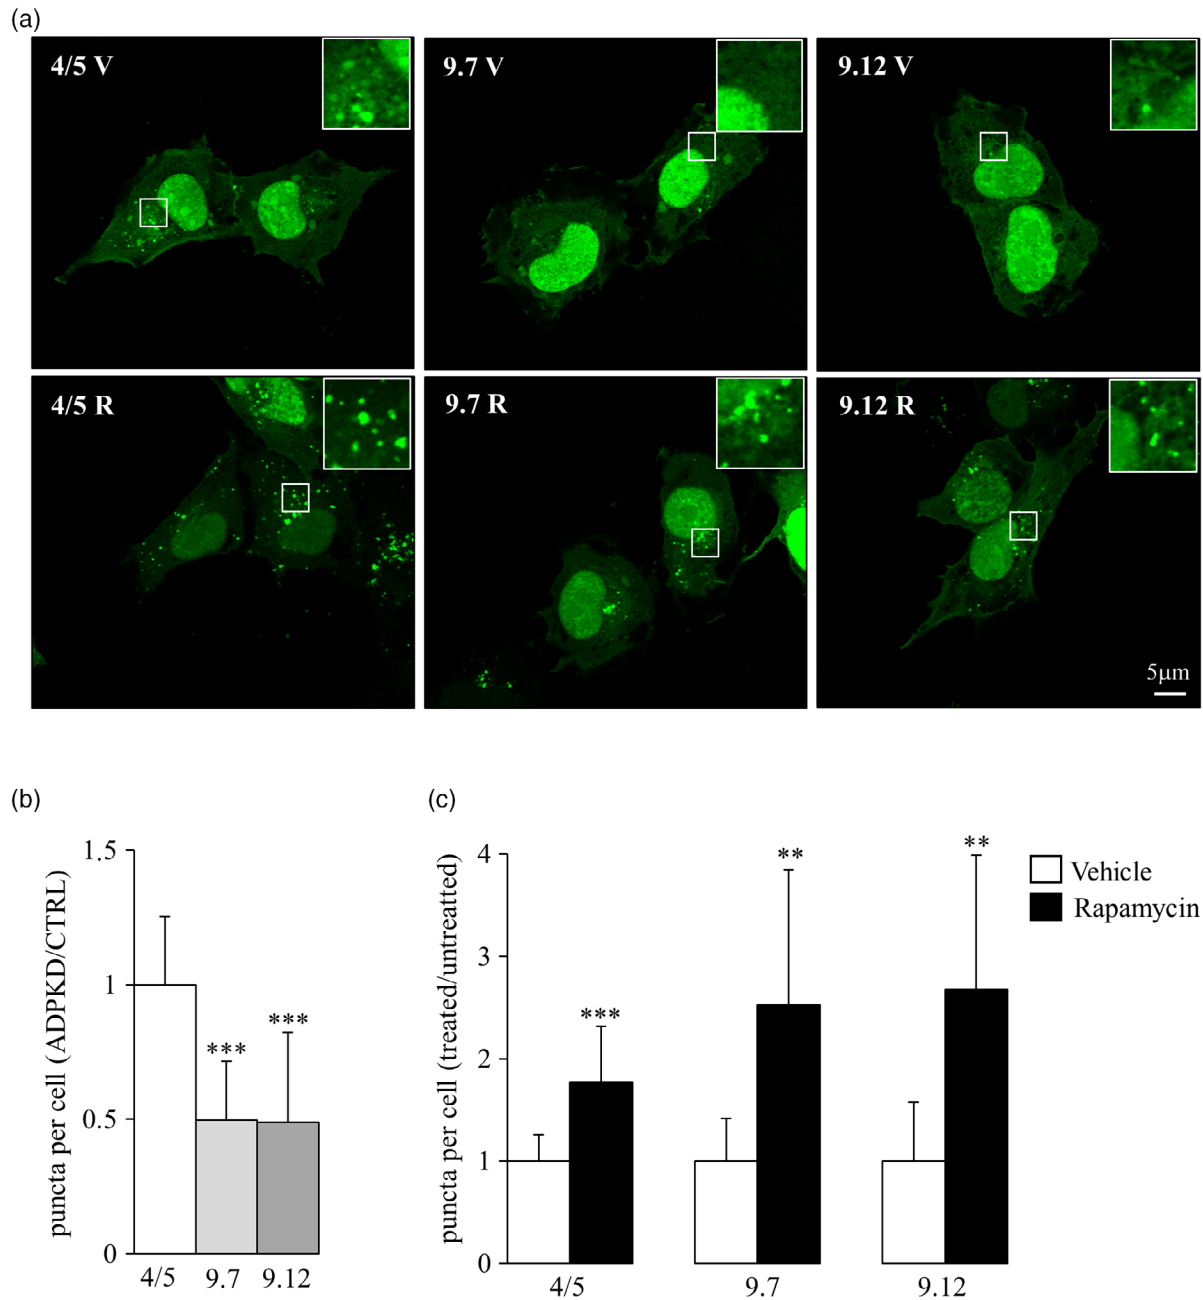 (a)
4/5 V
9.7 V
9.12 V
4/5 R
9.7 R
9.12 R
5μm
(b)
puncta per cell (ADPKD/CTRL)
1.5
1
0.5
0
***
***
4/5
9.7
9.12
(c)
puncta per cell (treated/untreatted)
4
3
2
1
0
***
**
**
4/5
9.7
9.12
Vehicle
Rapamycin